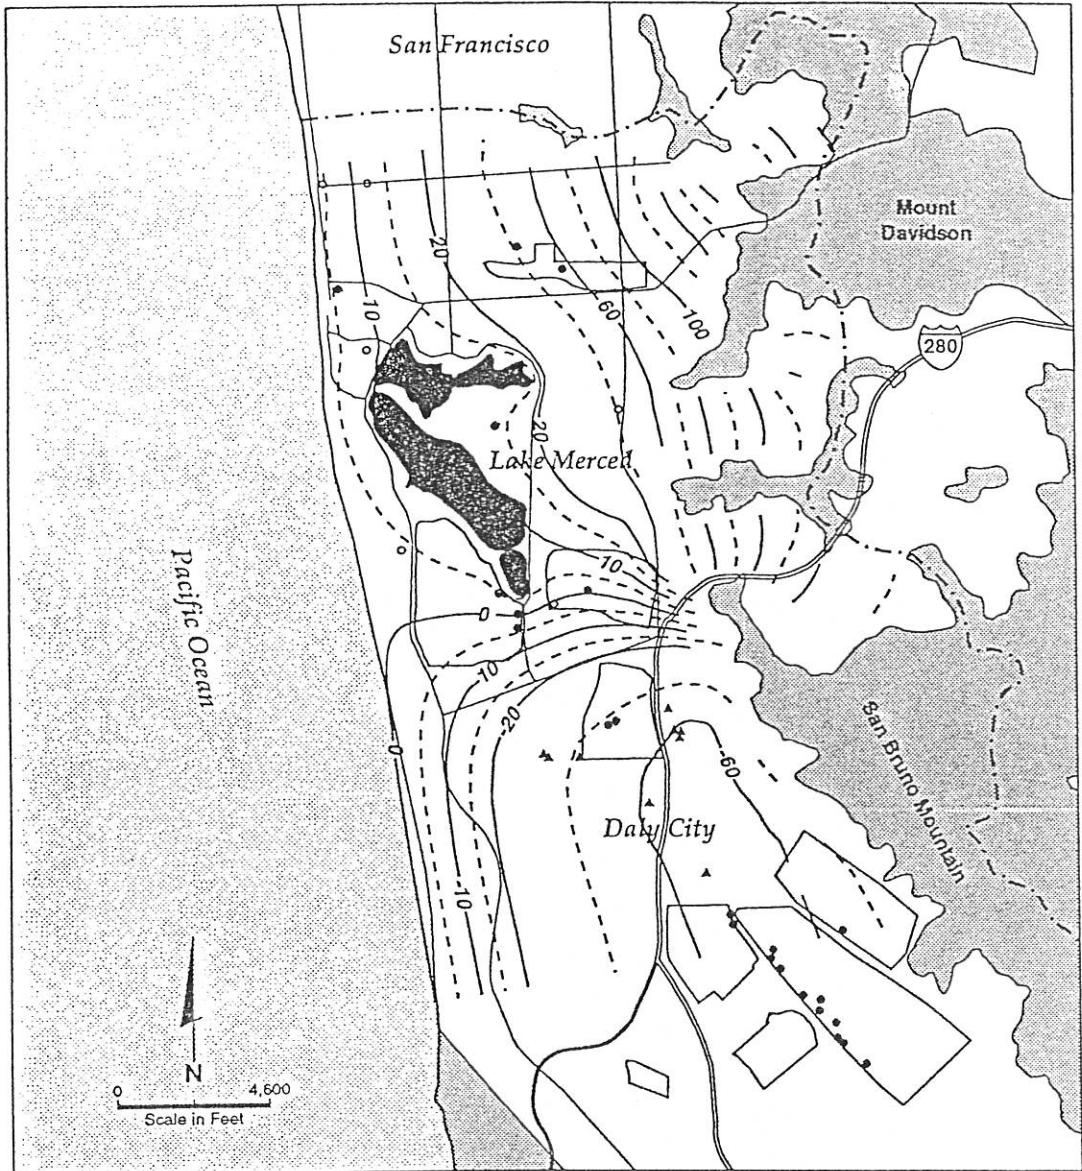 San Francisco
Mount
Davidson
20
10
60
100
280
20
Lake Merced
10
0
Pacific Ocean
-10
-20
0
-60
San Bruno Mountain
Daly City
-10
N
0 4,600
Scale in Feet